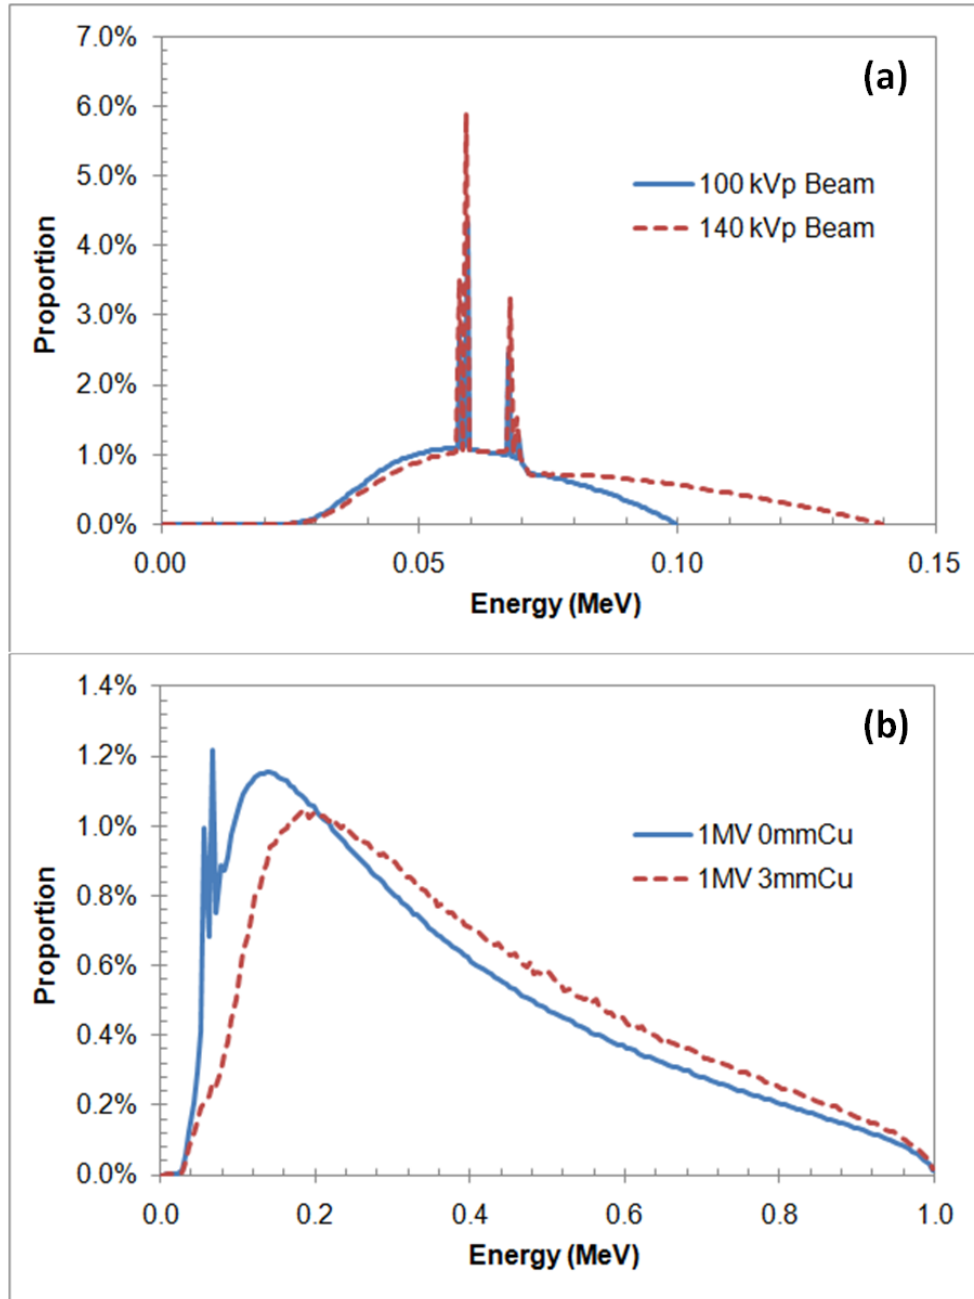 7.0%
(a)
6.0%
5.0%
100 kVp Beam
140 kVp Beam
4.0%
3.0%
2.0%
1.0%
0.0%
Proportion
0.00 0.05 0.10 0.15
Energy (MeV)
1.4%
(b)
1.2%
1.0%
1MV 0mmCu
1MV 3mmCu
0.8%
0.6%
0.4%
0.2%
0.0%
Proportion
0.0 0.2 0.4 0.6 0.8 1.0
Energy (MeV)